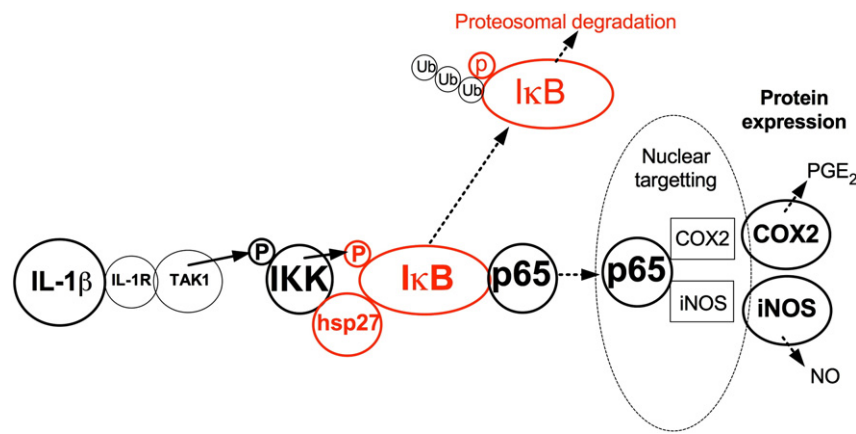 Proteosomal degradation
p
Ub
Ub
Ub
IκB
Protein
expression
Nuclear
targetting
PGE2
IL-1β
IL-1R
TAK1
P
IKK
P
IκB
hsp27
p65
p65
COX2
COX2
iNOS
iNOS
NO